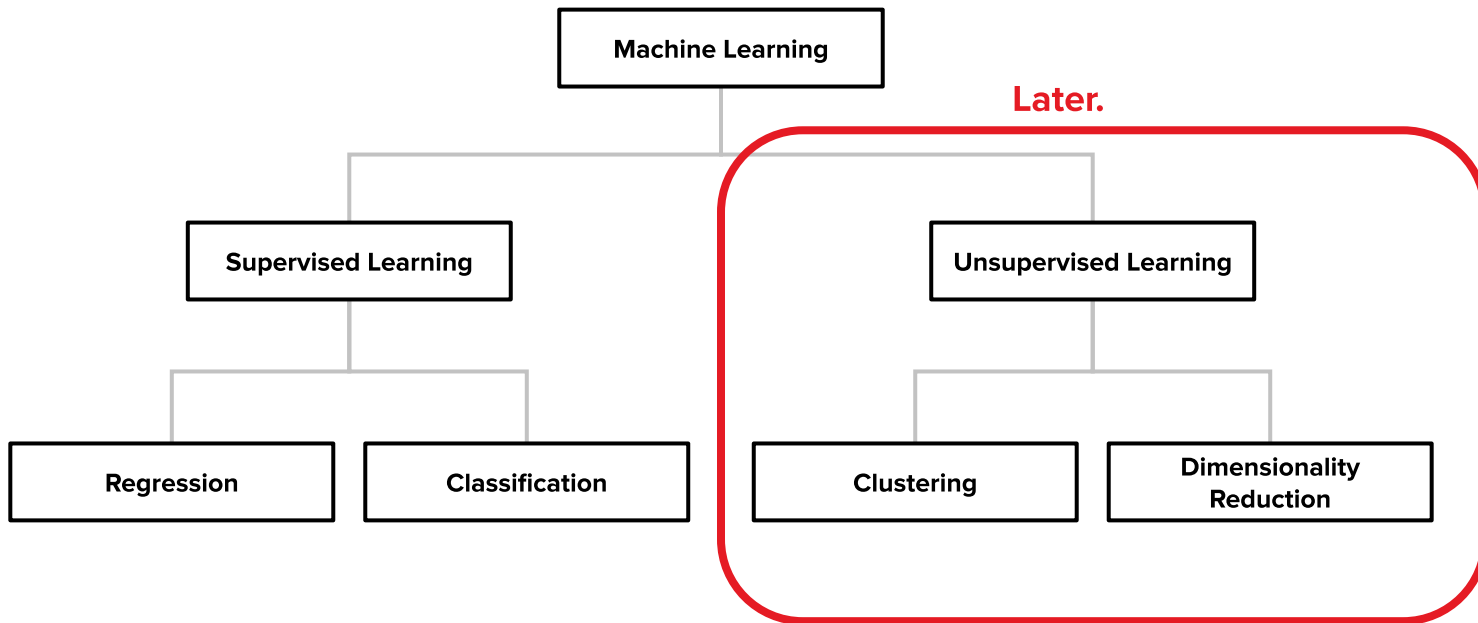 Machine Learning
Later.
Supervised Learning
Unsupervised Learning
Regression
Classification
Clustering
Dimensionality
Reduction